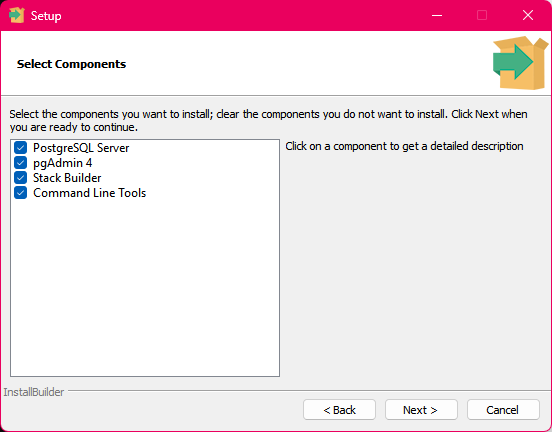 Setup
Select Components
Select the components you want to install; clear the components you do not want to install. Click Next when
you are ready to continue.
PostgreSQL Server
pgAdmin 4
Stack Builder
Command Line Tools
Click on a component to get a detailed description
InstallBuilder
< Back
Next >
Cancel